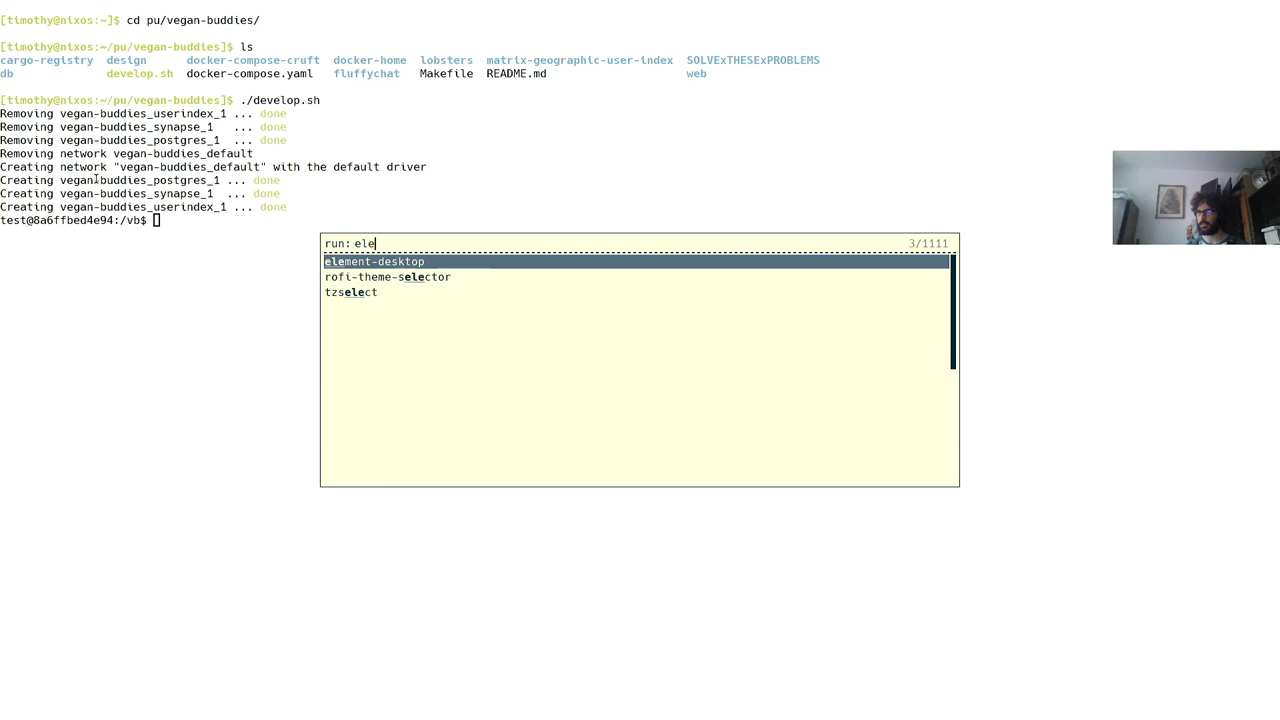 [timothy@nixos:~]$ cd pu/vegan-buddies/
[timothy@nixos:~/pu/vegan-buddies]$ ls
cargo-registry  design      docker-compose-cruft  docker-home  lobsters  matrix-geographic-user-index  SOLVExTHESExPROBLEMS
db              develop.sh  docker-compose.yaml   fluffychat   Makefile  README.md                     web
[timothy@nixos:~/pu/vegan-buddies]$ ./develop.sh
Removing vegan-buddies_userindex_1 ... done
Removing vegan-buddies_synapse_1   ... done
Removing vegan-buddies_postgres_1  ... done
Removing network vegan-buddies_default
Creating network "vegan-buddies_default" with the default driver
Creating vegan-buddies_postgres_1 ... done
Creating vegan-buddies_synapse_1  ... done
Creating vegan-buddies_userindex_1 ... done
test@8a6ffbed4e94:/vb$
run: ele 3/1111
element-desktop
rofi-theme-selector
tzselect